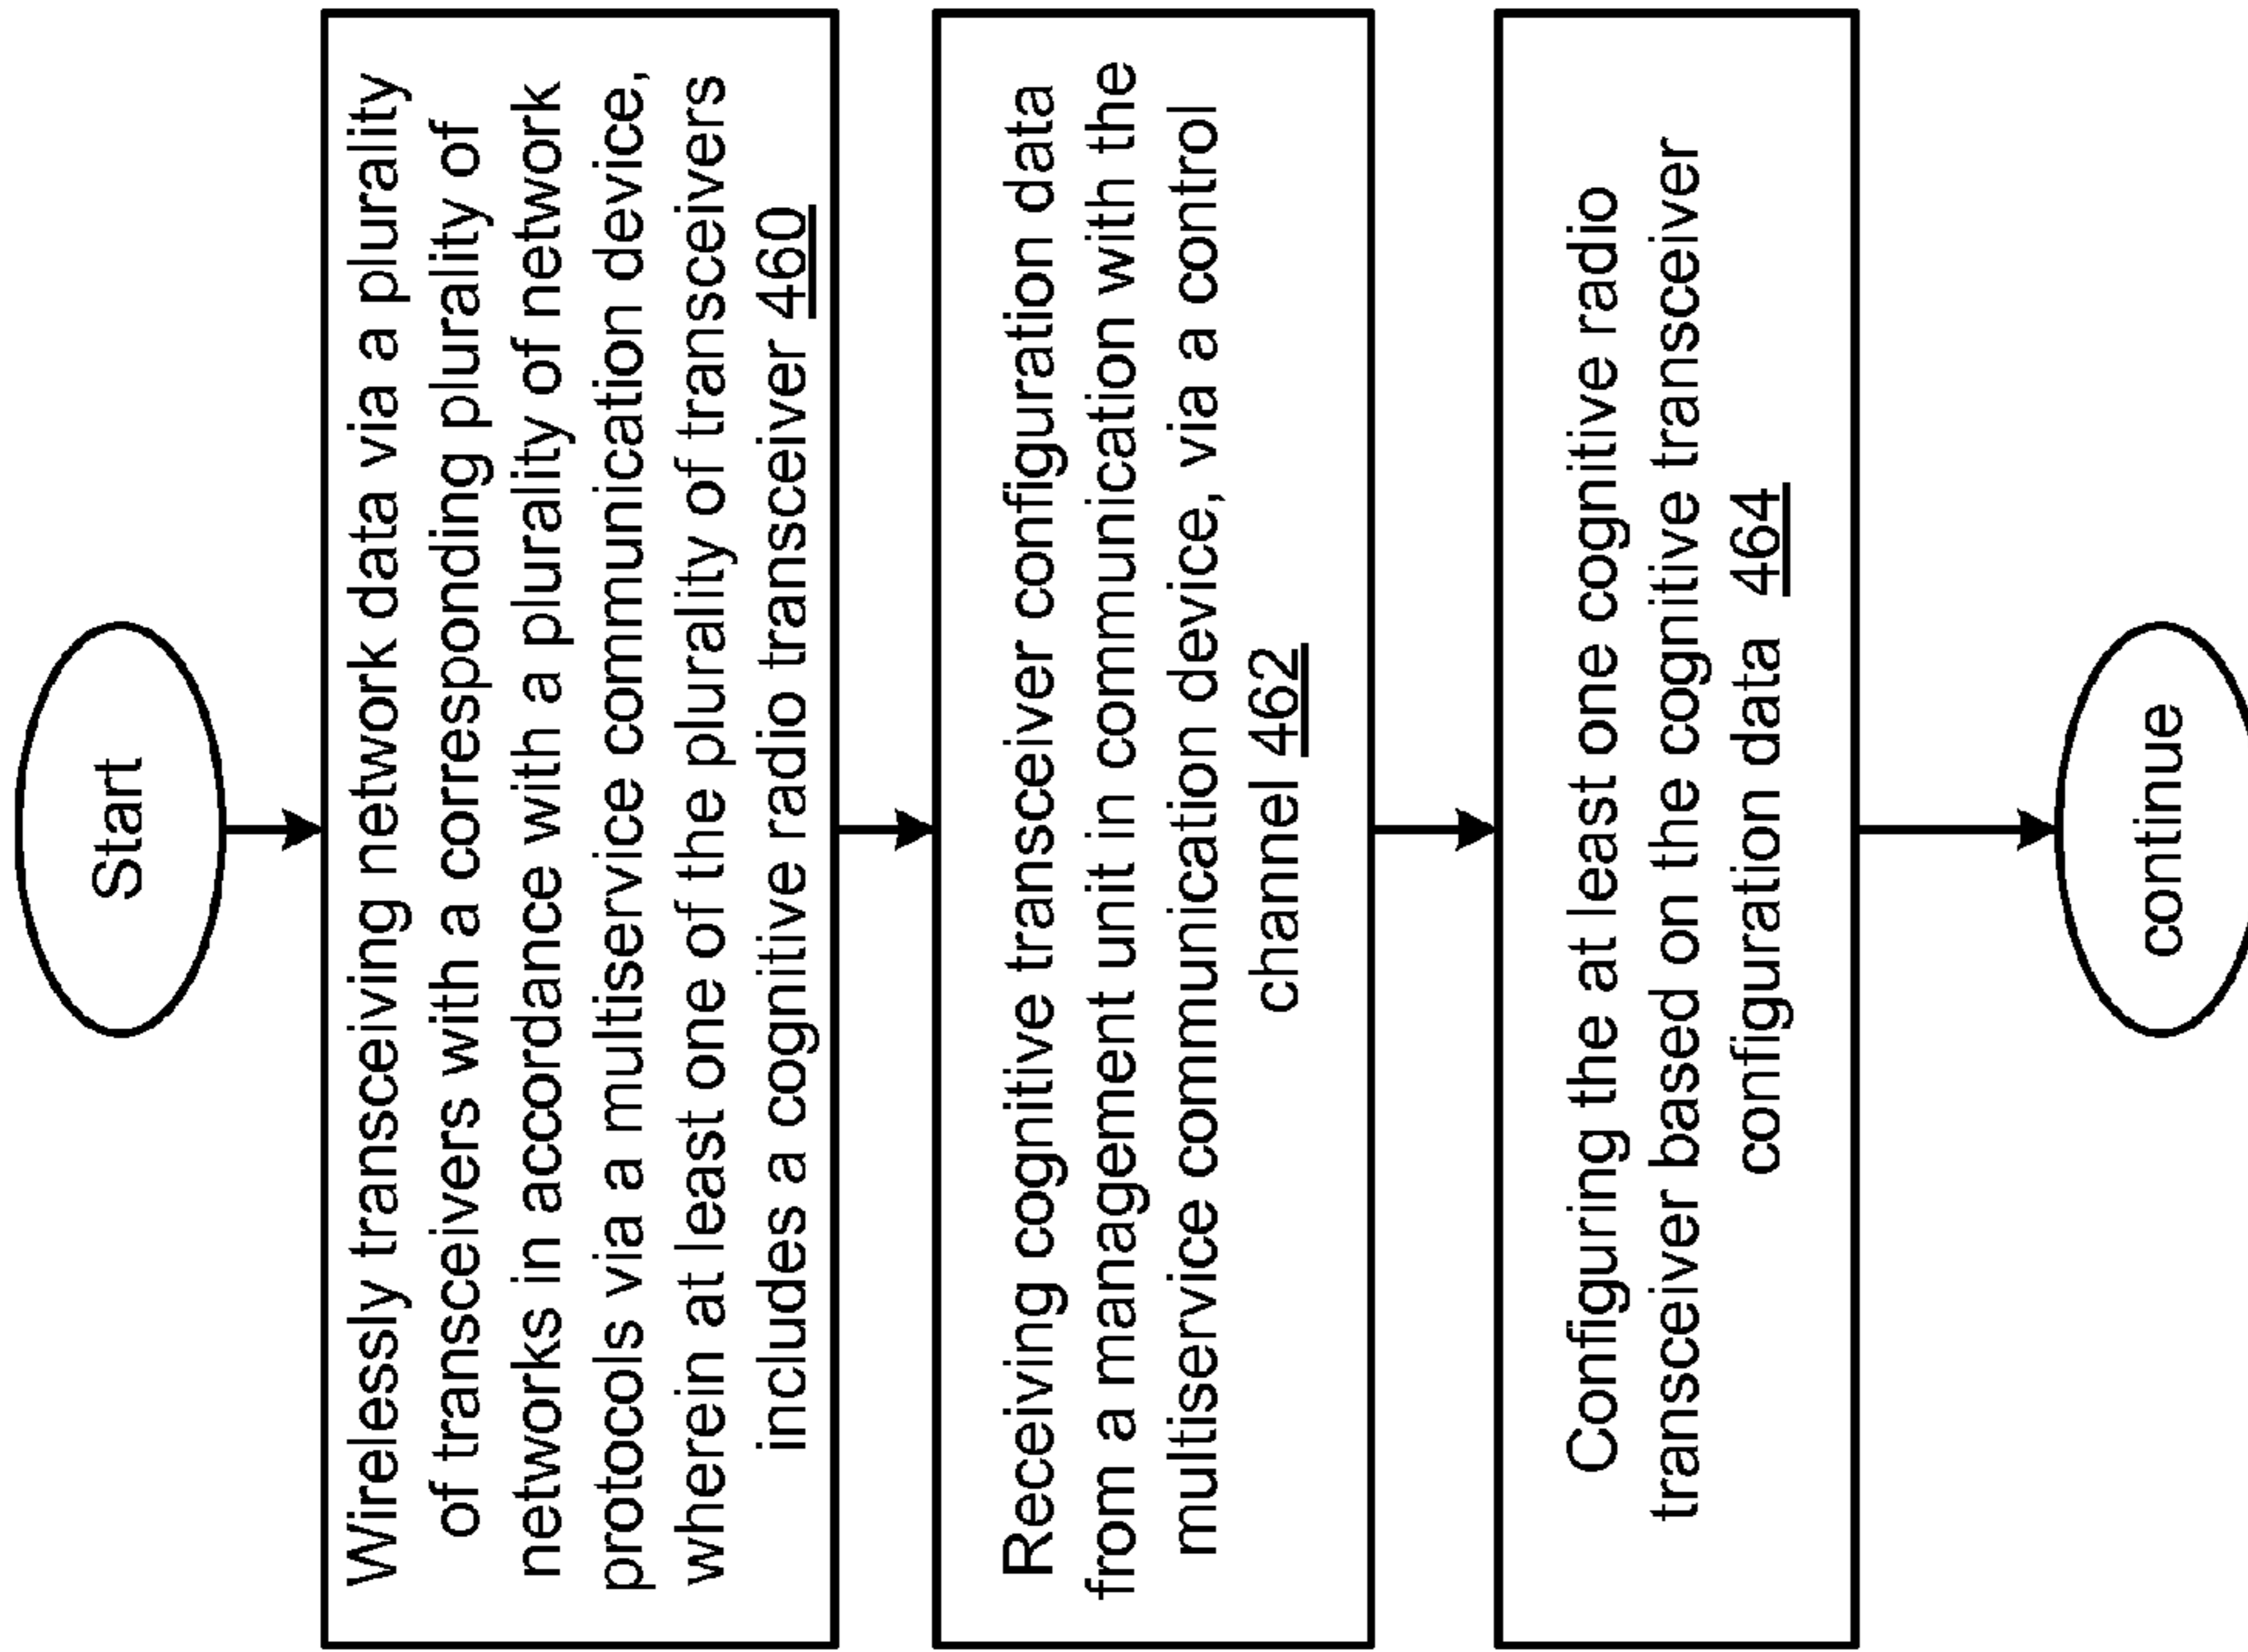 Start
Wirelessly transceiving network data via a plurality
of transceivers with a corresponding plurality of
networks in accordance with a plurality of network
protocols via a multiservice communication device,
wherein at least one of the plurality of transceivers
includes a cognitive radio transceiver 460
Receiving cognitive transceiver configuration data
from a management unit in communication with the
multiservice communication device, via a control
channel 462
Configuring the at least one cognitive radio
transceiver based on the cognitive transceiver
configuration data 464
continue